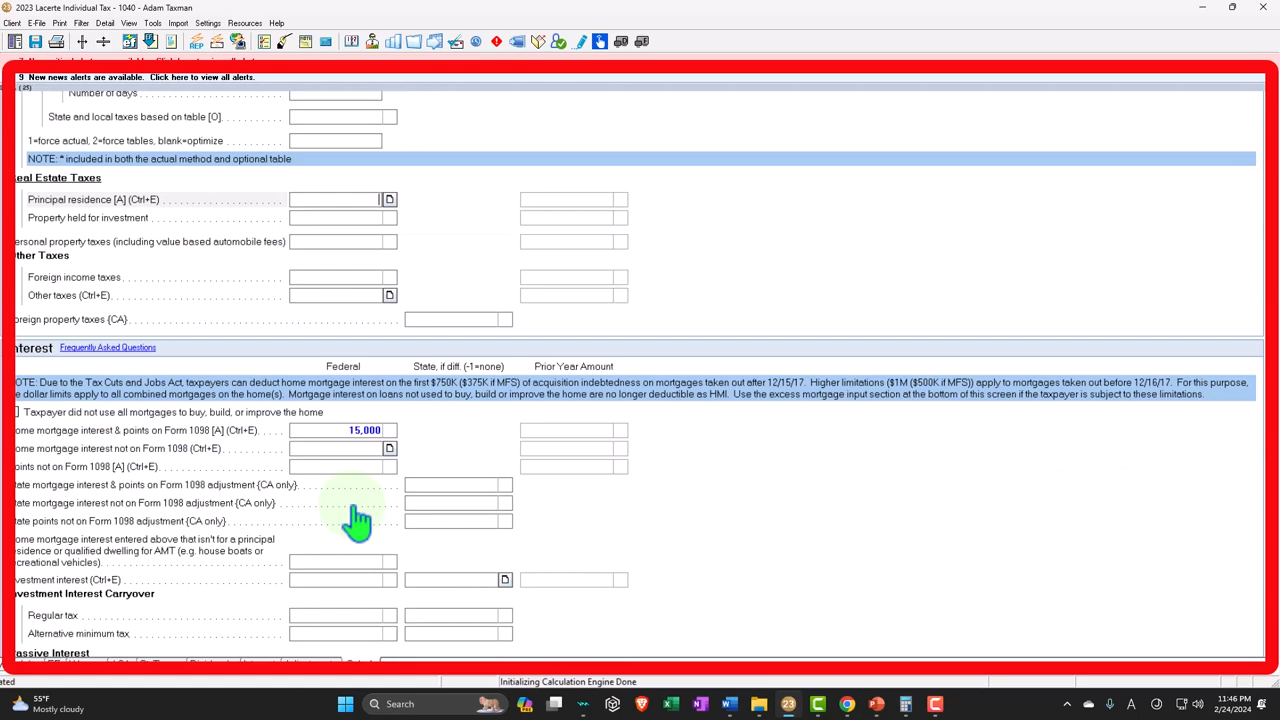 2023 Lacerte Individual Tax - 1040 - Adam Taxman
Client E-File Print Filter Detail View Tools Import Settings Resources Help
9 New news alerts are available. Click here to view all alerts.
Number of days
State and local taxes based on table [O]
1=force actual, 2=force tables, blank=optimize
NOTE: * included in both the actual method and optional table
eal Estate Taxes
Principal residence [A] (Ctrl+E)
Property held for investment
ersonal property taxes (including value based automobile fees)
ther Taxes
Foreign income taxes
Other taxes (Ctrl+E)
oreign property taxes {CA}
nterest Frequently Asked Questions
Federal State, if diff. (-1=none) Prior Year Amount
OTE: Due to the Tax Cuts and Jobs Act, taxpayers can deduct home mortgage interest on the first $750K ($375K if MFS) of acquisition indebtedness on mortgages taken out after 12/15/17. Higher limitations ($1M ($500K if MFS)) apply to mortgages taken out before 12/16/17. For this purpose,
e dollar limits apply to all combined mortgages on the home(s). Mortgage interest on loans not used to buy, build or improve the home are no longer deductible as HMI. Use the excess mortgage input section at the bottom of this screen if the taxpayer is subject to these limitations.
Taxpayer did not use all mortgages to buy, build, or improve the home
ome mortgage interest & points on Form 1098 [A] (Ctrl+E) 15,000
ome mortgage interest not on Form 1098 (Ctrl+E)
oints not on Form 1098 [A] (Ctrl+E)
tate mortgage interest & points on Form 1098 adjustment {CA only}
tate mortgage interest not on Form 1098 adjustment {CA only}
tate points not on Form 1098 adjustment {CA only}
ome mortgage interest entered above that isn't for a principal
esidence or qualified dwelling for AMT (e.g. house boats or
creational vehicles)
vestment interest (Ctrl+E)
vestment Interest Carryover
Regular tax
Alternative minimum tax
assive Interest
ated Initializing Calculation Engine Done
55°F
Mostly cloudy
Search
11:46 PM
2/24/2024